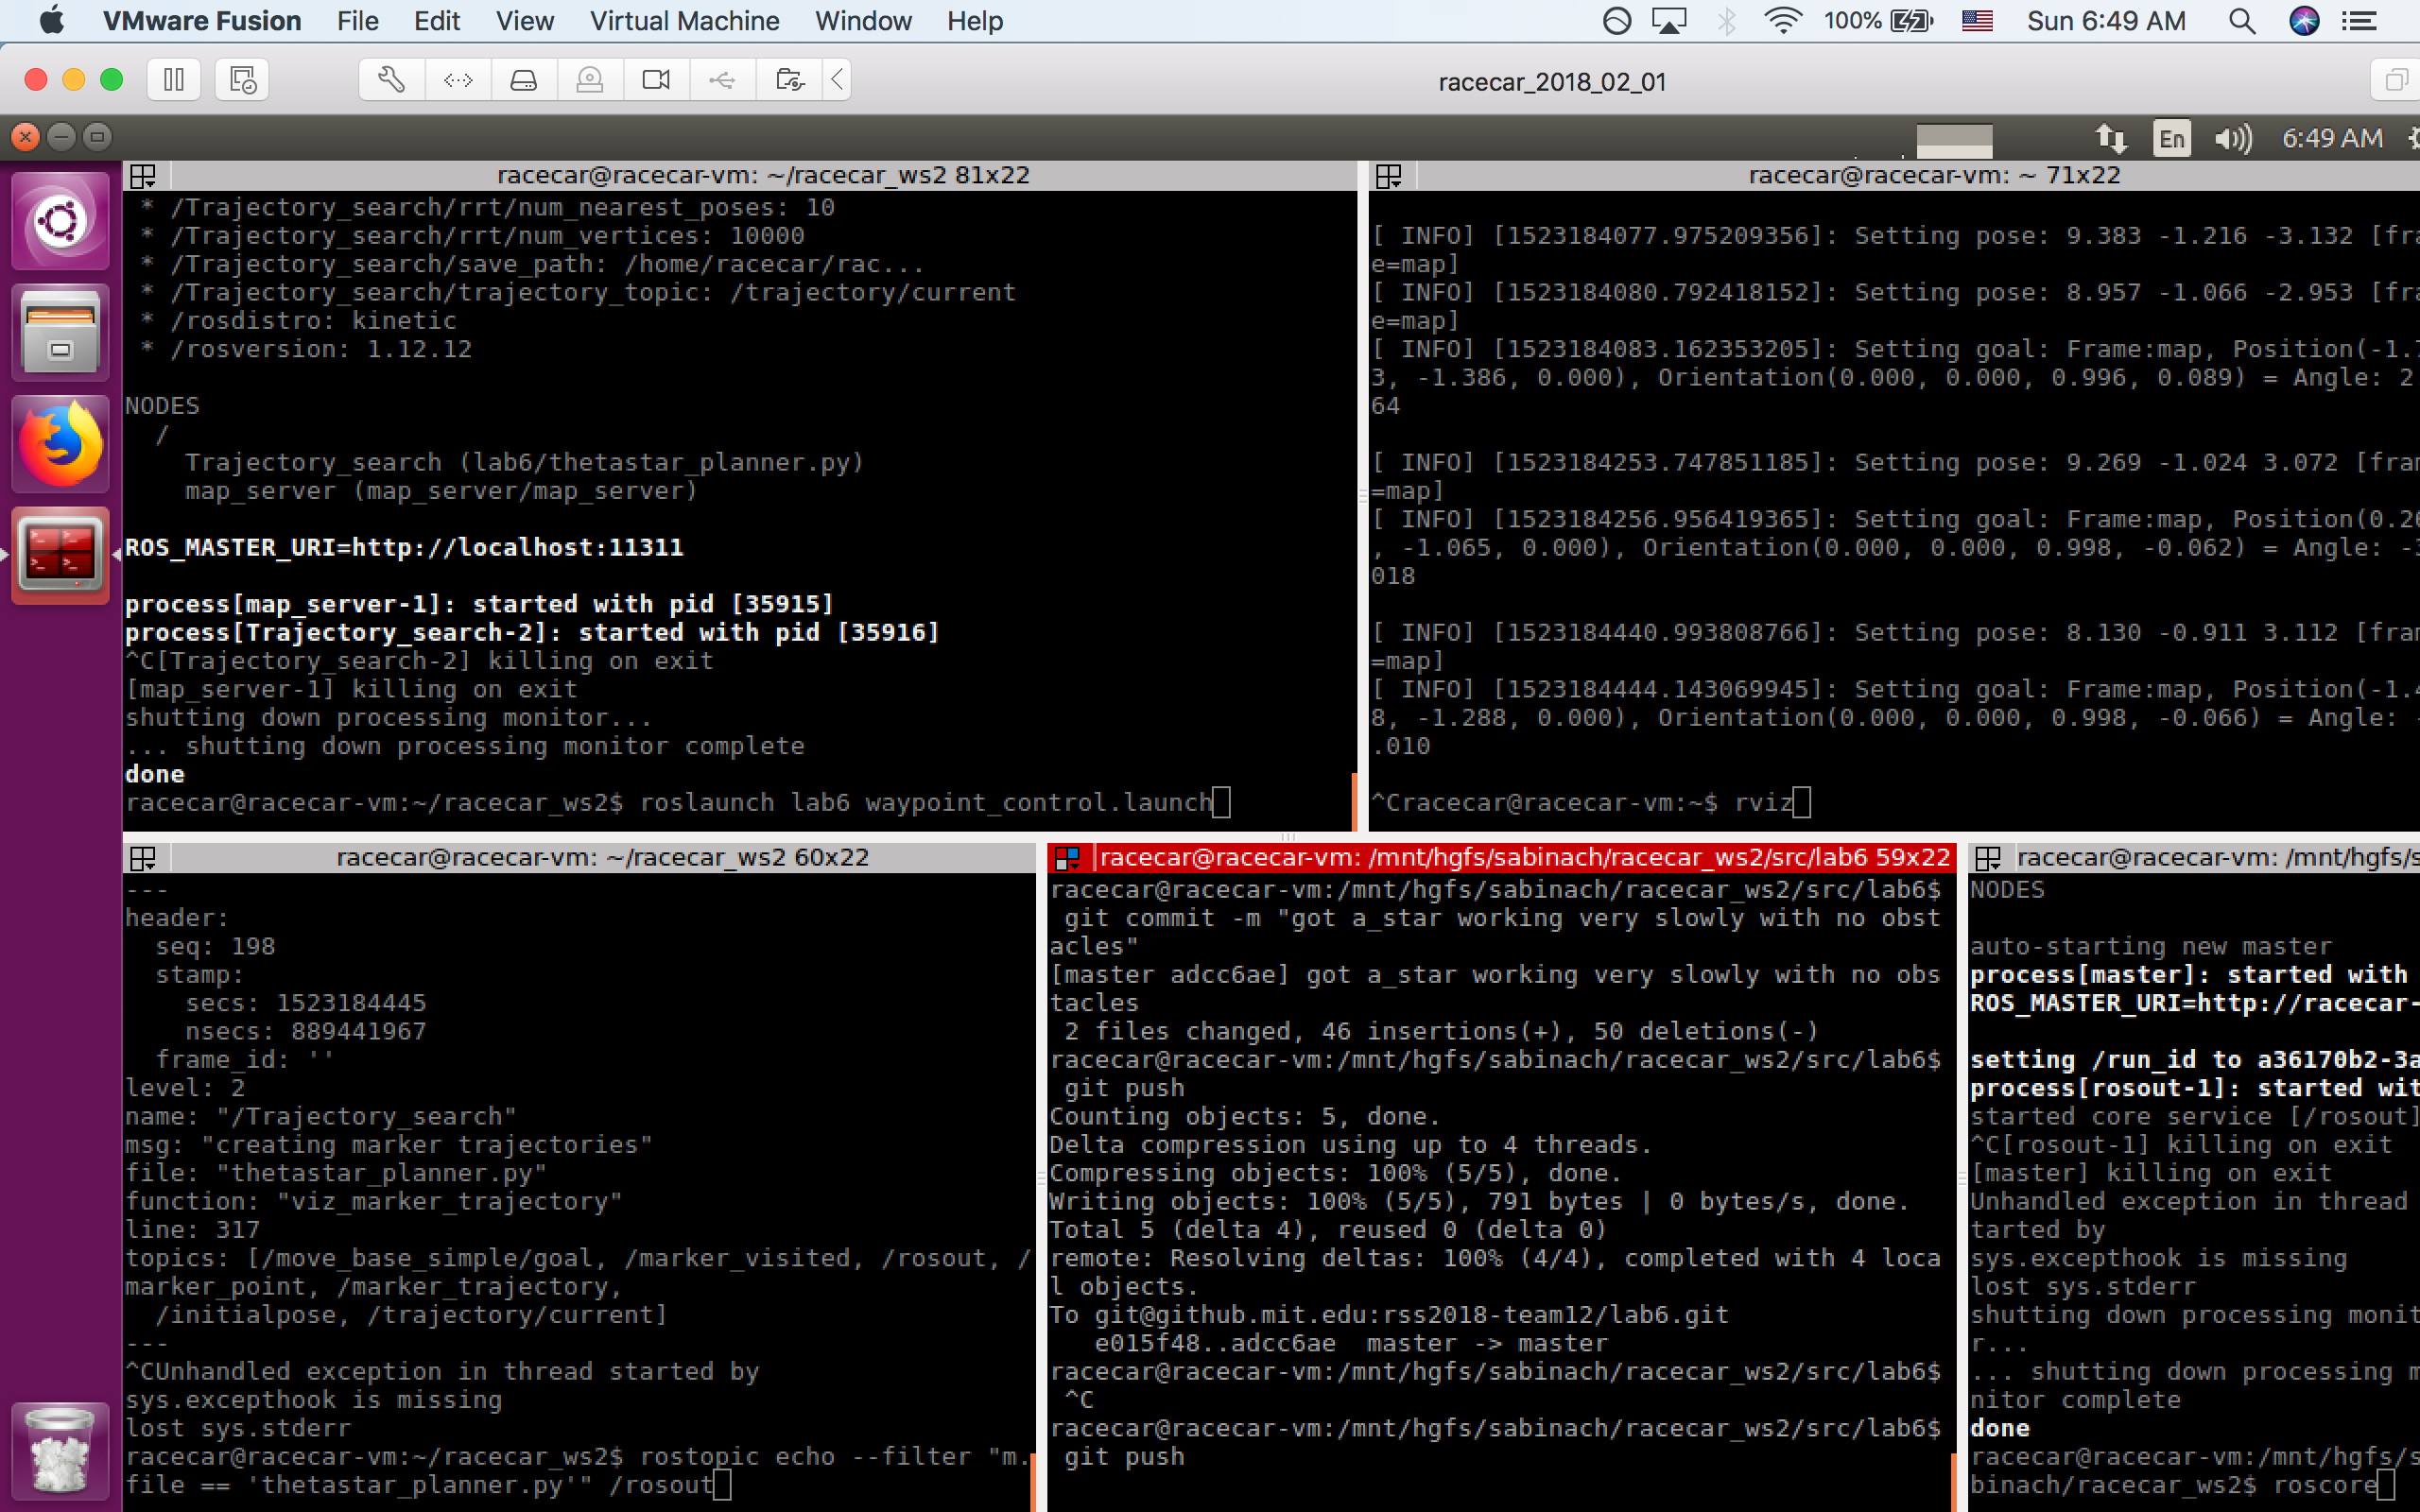 VMware Fusion File Edit View Virtual Machine Window Help 100% Sun 6:49 AM
racecar_2018_02_01
En 6:49 AM
racecar@racecar-vm: ~/racecar_ws2 81x22
* /Trajectory_search/rrt/num_nearest_poses: 10
* /Trajectory_search/rrt/num_vertices: 10000
* /Trajectory_search/save_path: /home/racecar/rac...
* /Trajectory_search/trajectory_topic: /trajectory/current
* /rosdistro: kinetic
* /rosversion: 1.12.12
NODES
/
Trajectory_search (lab6/thetastar_planner.py)
map_server (map_server/map_server)
ROS_MASTER_URI=http://localhost:11311
process[map_server-1]: started with pid [35915]
process[Trajectory_search-2]: started with pid [35916]
^C[Trajectory_search-2] killing on exit
[map_server-1] killing on exit
shutting down processing monitor...
... shutting down processing monitor complete
done
racecar@racecar-vm:~/racecar_ws2$ roslaunch lab6 waypoint_control.launch
racecar@racecar-vm: ~ 71x22
[ INFO] [1523184077.975209356]: Setting pose: 9.383 -1.216 -3.132 [fra
e=map]
[ INFO] [1523184080.792418152]: Setting pose: 8.957 -1.066 -2.953 [fra
e=map]
[ INFO] [1523184083.162353205]: Setting goal: Frame:map, Position(-1.7
3, -1.386, 0.000), Orientation(0.000, 0.000, 0.996, 0.089) = Angle: 2
64
[ INFO] [1523184253.747851185]: Setting pose: 9.269 -1.024 3.072 [fram
=map]
[ INFO] [1523184256.956419365]: Setting goal: Frame:map, Position(0.26
, -1.065, 0.000), Orientation(0.000, 0.000, 0.998, -0.062) = Angle: -3
018
[ INFO] [1523184440.993808766]: Setting pose: 8.130 -0.911 3.112 [fram
=map]
[ INFO] [1523184444.143069945]: Setting goal: Frame:map, Position(-1.4
8, -1.288, 0.000), Orientation(0.000, 0.000, 0.998, -0.066) = Angle: -
.010
^Cracecar@racecar-vm:~$ rviz
racecar@racecar-vm: ~/racecar_ws2 60x22
---
header:
seq: 198
stamp:
secs: 1523184445
nsecs: 889441967
frame_id: ''
level: 2
name: "/Trajectory_search"
msg: "creating marker trajectories"
file: "thetastar_planner.py"
function: "viz_marker_trajectory"
line: 317
topics: [/move_base_simple/goal, /marker_visited, /rosout, /
marker_point, /marker_trajectory,
/initialpose, /trajectory/current]
---
^CUnhandled exception in thread started by
sys.excepthook is missing
lost sys.stderr
racecar@racecar-vm:~/racecar_ws2$ rostopic echo --filter "m.
file == 'thetastar_planner.py'" /rosout
racecar@racecar-vm: /mnt/hgfs/sabinach/racecar_ws2/src/lab6 59x22
racecar@racecar-vm:/mnt/hgfs/sabinach/racecar_ws2/src/lab6$
git commit -m "got a_star working very slowly with no obst
acles"
[master adcc6ae] got a_star working very slowly with no obs
tacles
2 files changed, 46 insertions(+), 50 deletions(-)
racecar@racecar-vm:/mnt/hgfs/sabinach/racecar_ws2/src/lab6$
git push
Counting objects: 5, done.
Delta compression using up to 4 threads.
Compressing objects: 100% (5/5), done.
Writing objects: 100% (5/5), 791 bytes | 0 bytes/s, done.
Total 5 (delta 4), reused 0 (delta 0)
remote: Resolving deltas: 100% (4/4), completed with 4 loca
l objects.
To git@github.mit.edu:rss2018-team12/lab6.git
e015f48..adcc6ae master -> master
racecar@racecar-vm:/mnt/hgfs/sabinach/racecar_ws2/src/lab6$
^C
racecar@racecar-vm:/mnt/hgfs/sabinach/racecar_ws2/src/lab6$
git push
racecar@racecar-vm: /mnt/hgfs/s
NODES
auto-starting new master
process[master]: started with
ROS_MASTER_URI=http://racecar-
setting /run_id to a36170b2-3a
process[rosout-1]: started wit
started core service [/rosout]
^C[rosout-1] killing on exit
[master] killing on exit
Unhandled exception in thread
tarted by
sys.excepthook is missing
lost sys.stderr
shutting down processing monit
r...
... shutting down processing m
nitor complete
done
racecar@racecar-vm:/mnt/hgfs/s
binach/racecar_ws2$ roscore